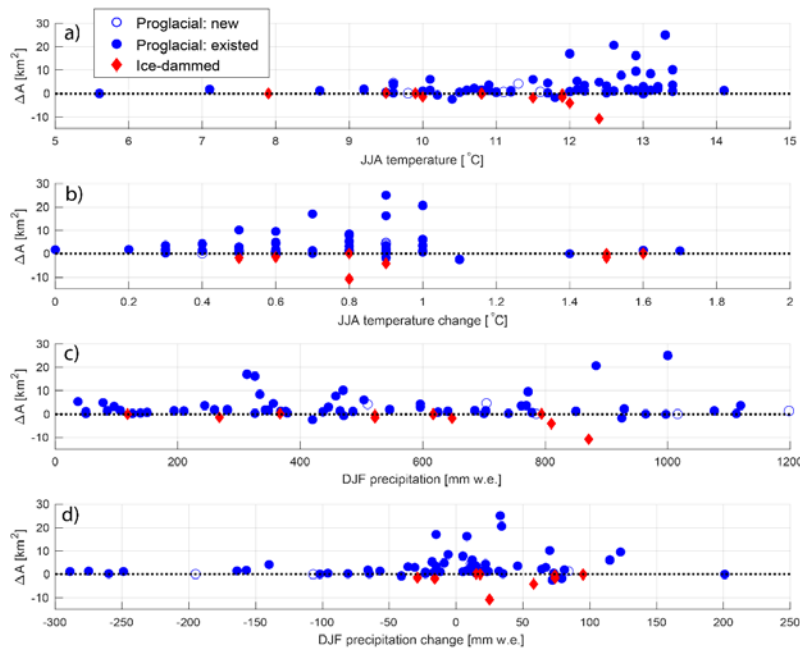 a)
Proglacial: new
Proglacial: existed
Ice-dammed
ΔA [km²]
30
20
10
0
-10
5 6 7 8 9 10 11 12 13 14 15
JJA temperature [ °C]
b)
ΔA [km²]
30
20
10
0
-10
0 0.2 0.4 0.6 0.8 1 1.2 1.4 1.6 1.8 2
JJA temperature change [ °C]
c)
ΔA [km²]
30
20
10
0
-10
0 200 400 600 800 1000 1200
DJF precipitation [mm w.e.]
d)
ΔA [km²]
30
20
10
0
-10
-300 -250 -200 -150 -100 -50 0 50 100 150 200 250
DJF precipitation change [mm w.e.]